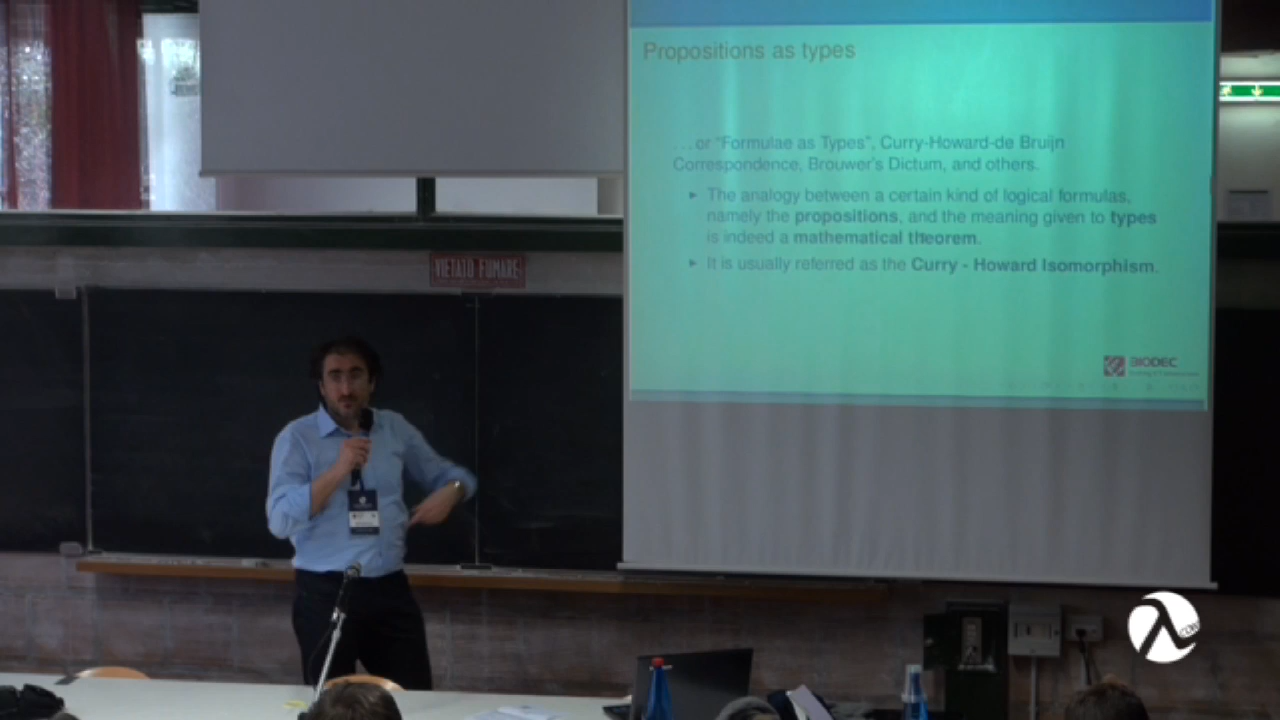 Propositions as types
...or "Formulae as Types", Curry-Howard-de Bruijn
Correspondence, Brouwer's Dictum, and others.
► The analogy between a certain kind of logical formulas,
namely the propositions, and the meaning given to types
is indeed a mathematical theorem.
► It is usually referred as the Curry - Howard Isomorphism.
BIODEC
VIETATO FUMARE
λ
CON